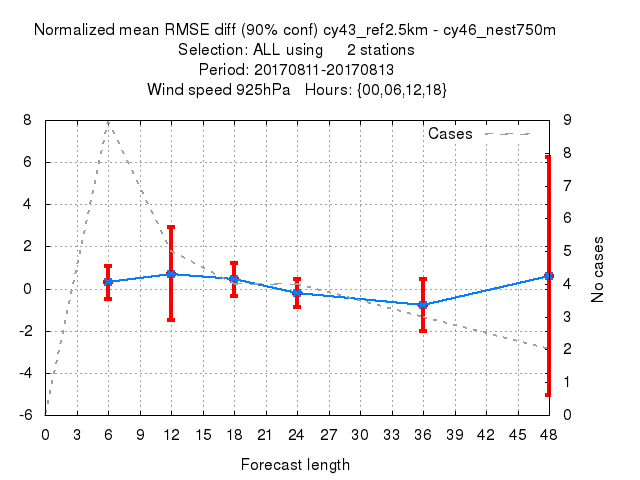 Normalized mean RMSE diff (90% conf) cy43_ref2.5km - cy46_nest750m
Selection: ALL using 2 stations
Period: 20170811-20170813
Wind speed 925hPa Hours: {00,06,12,18}
Cases
8
6
4
2
0
-2
-4
-6
9
8
7
6
5
4
3
2
1
0
No cases
0 3 6 9 12 15 18 21 24 27 30 33 36 39 42 45 48
Forecast length